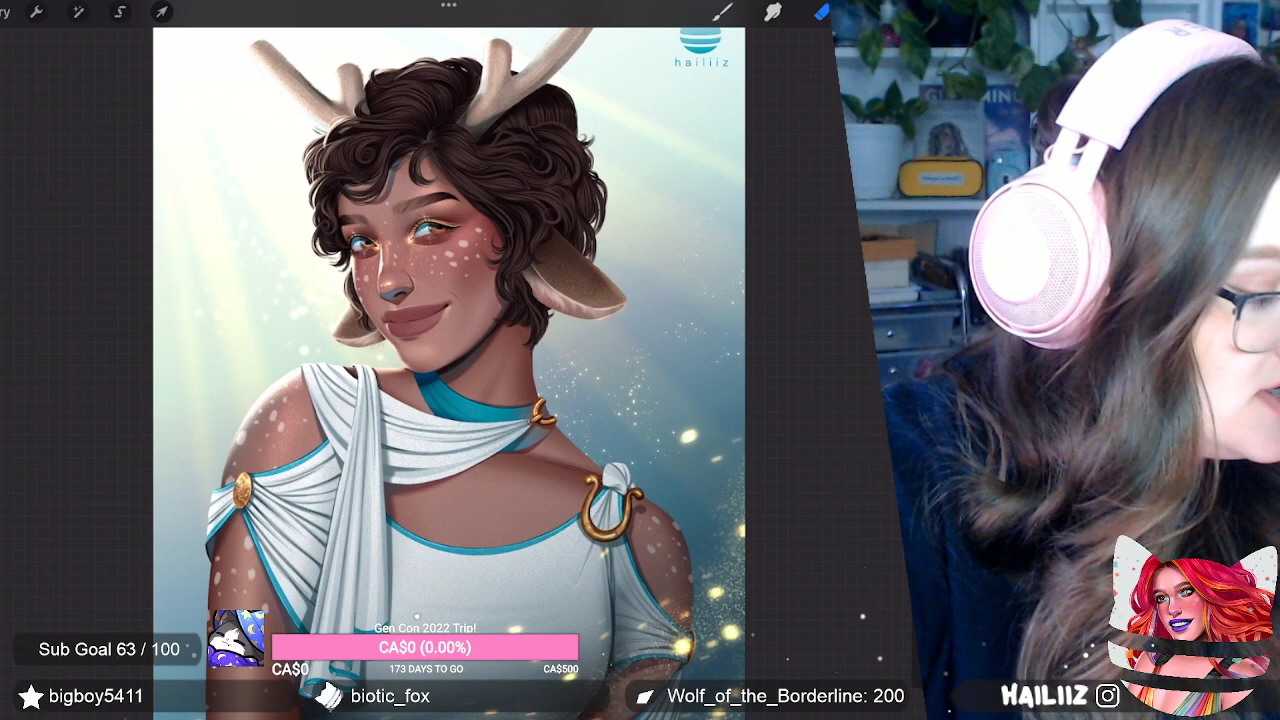 ry
hailiiz
Gen Con 2022 Trip!
CA$0 (0.00%)
CA$0
173 DAYS TO GO
CA$500
Sub Goal 63 / 100
bigboy5411
biotic_fox
Wolf_of_the_Borderline: 200
HAILIIZ